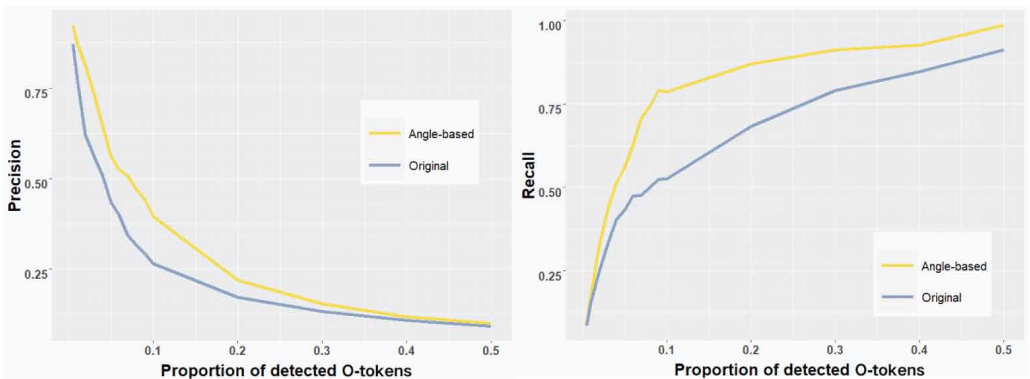 Precision
0.75
0.50
0.25
Angle-based
Original
0.1 0.2 0.3 0.4 0.5
Proportion of detected O-tokens
Recall
1.00
0.75
0.50
0.25
Angle-based
Original
0.1 0.2 0.3 0.4 0.5
Proportion of detected O-tokens